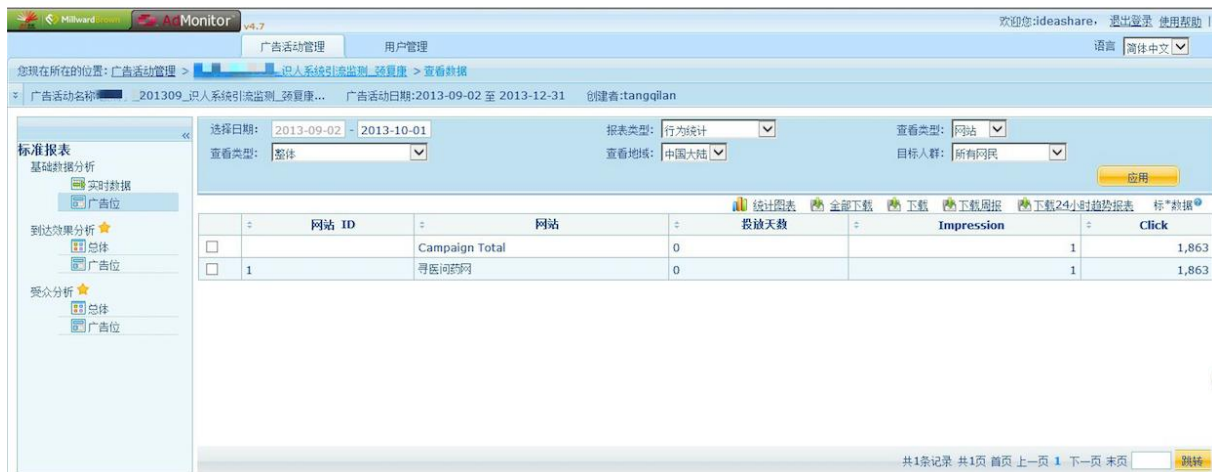 Millward Brown AdMonitor v4.7 欢迎您:ideashare, 退出登录 使用帮助
广告活动管理 用户管理 语言 简体中文
您现在所在的位置: 广告活动管理 > _识人系统引流监测_颈复康 > 查看数据
广告活动名称 _201309_识人系统引流监测_颈复康... 广告活动日期:2013-09-02 至 2013-12-31 创建者:tangqilan
选择日期: 2013-09-02 - 2013-10-01 报表类型: 行为统计 查看类型: 网站
查看类型: 整体 查看地域: 中国大陆 目标人群: 所有网民
应用
标准报表
基础数据分析
实时数据
广告位
到达效果分析
总体
广告位
受众分析
总体
广告位
统计图表 全部下载 下载 下载周报 下载24小时趋势报表 标*数据
网站 ID 网站 投放天数 Impression Click
Campaign Total 0 1 1,863
1 寻医问药网 0 1 1,863
共1条记录 共1页 首页 上一页 1 下一页 末页 跳转